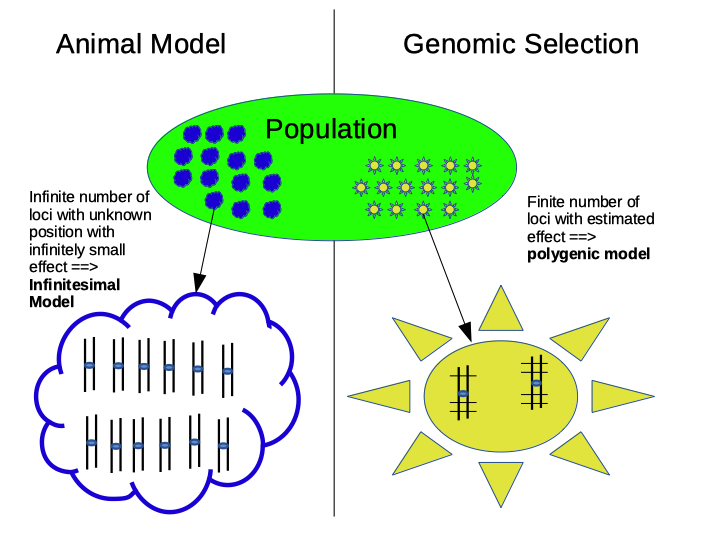 Animal Model
Genomic Selection
Population
Infinite number of
loci with unknown
position with
infinitely small
effect ==>
Infinitesimal
Model
Finite number of
loci with estimated
effect ==>
polygenic model